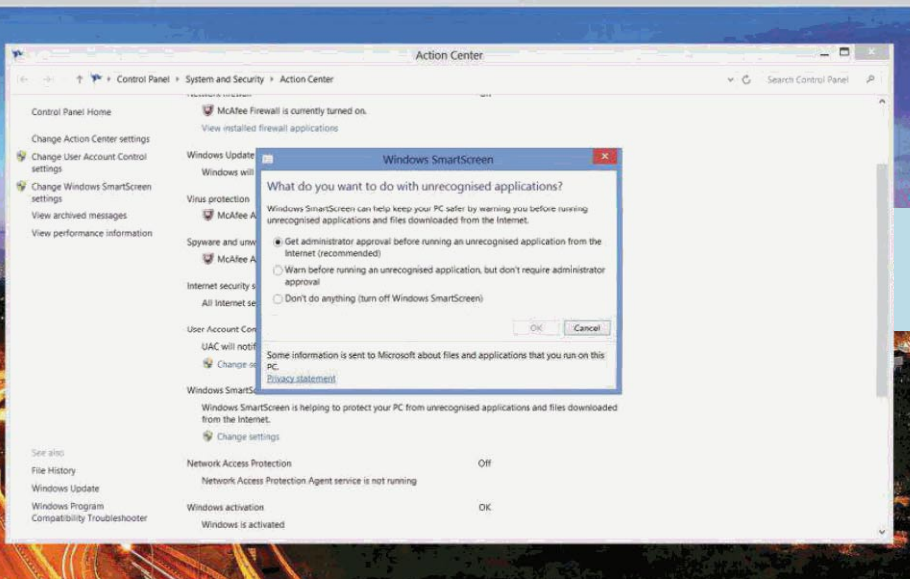 Action Center
Control Panel
System and Security
Action Center
Search Control Panel
Control Panel Home
Change Action Center settings
Change User Account Control
settings
Change Windows SmartScreen
settings
View archived messages
View performance information
See also
File History
Windows Update
Windows Program
Compatibility Troubleshooter
McAfee Firewall is currently turned on.
View installed firewall applications
Windows Update
Windows will
Virus protection
McAfee A
Spyware and unw
McAfee A
Internet security s
All Internet se
User Account Con
UAC will notif
Change se
Windows SmartSc
Windows SmartScreen is helping to protect your PC from unrecognised applications and files downloaded
from the Internet.
Change settings
Network Access Protection Off
Network Access Protection Agent service is not running
Windows activation OK
Windows is activated
Windows SmartScreen
What do you want to do with unrecognised applications?
Windows SmartScreen can help keep your PC safer by warning you before running
unrecognised applications and files downloaded from the Internet.
Get administrator approval before running an unrecognised application from the
Internet (recommended)
Warn before running an unrecognised application, but don't require administrator
approval
Don't do anything (turn off Windows SmartScreen)
OK Cancel
Some information is sent to Microsoft about files and applications that you run on this
PC.
Privacy statement